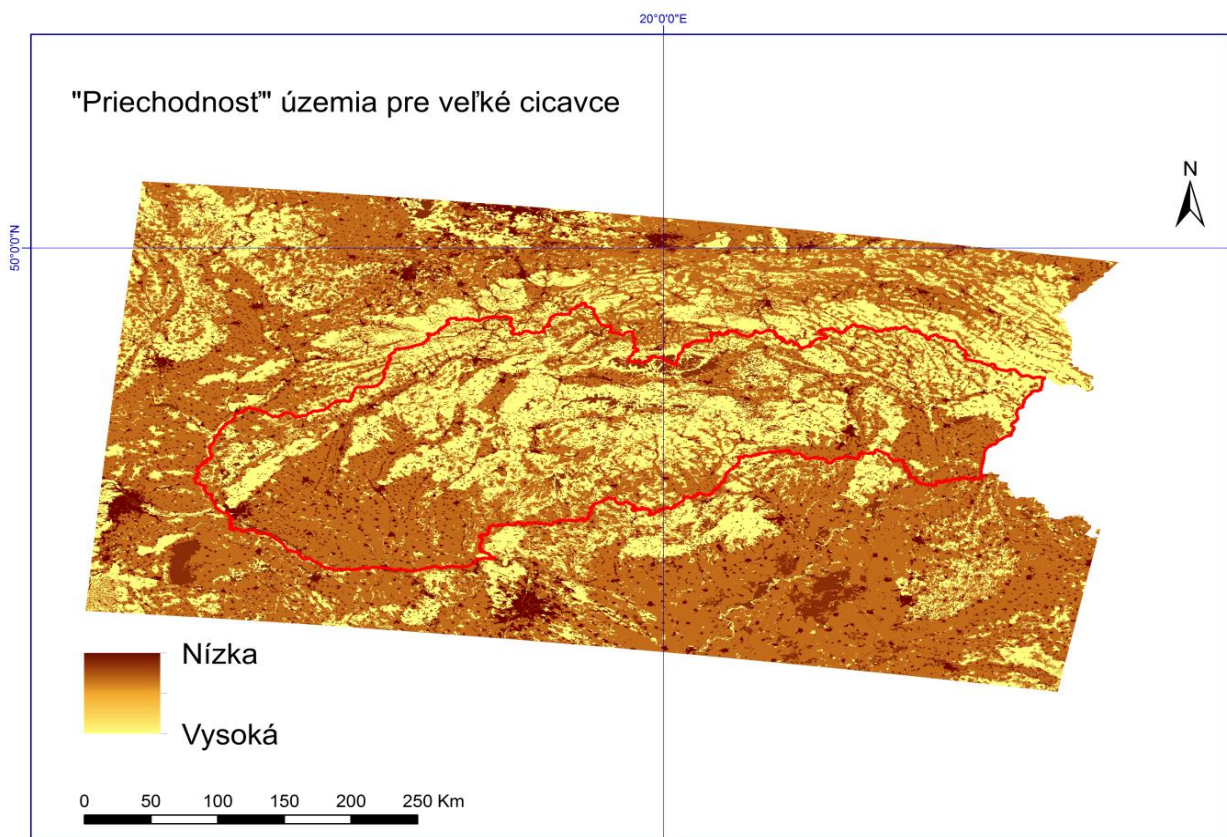 20°0'0"E
"Priechodnosť" územia pre veľké cicavce
N
50°0'0"N
Nízka
Vysoká
0 50 100 150 200 250 Km